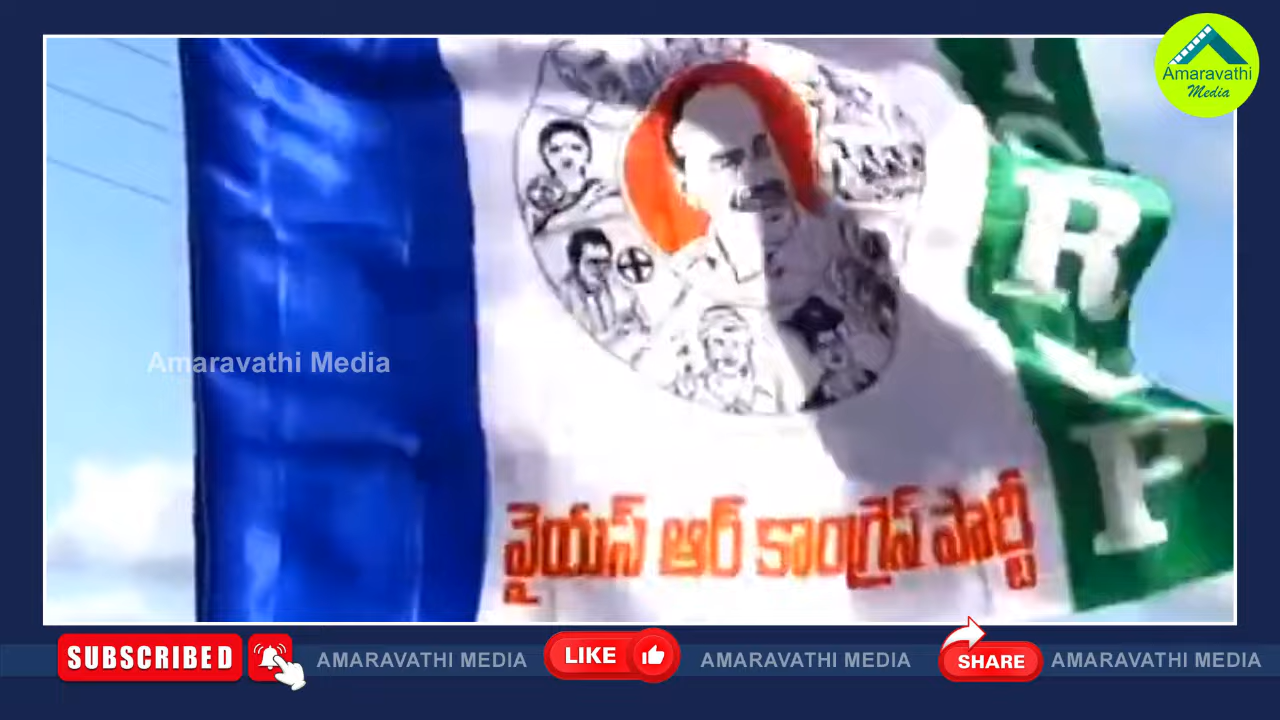 Amaravathi
Media
R
P
Amaravathi Media
వైయస్ ఆర్ కాంగ్రెస్ పార్టీ
SUBSCRIBED
AMARAVATHI MEDIA
LIKE
AMARAVATHI MEDIA
SHARE
AMARAVATHI MEDIA